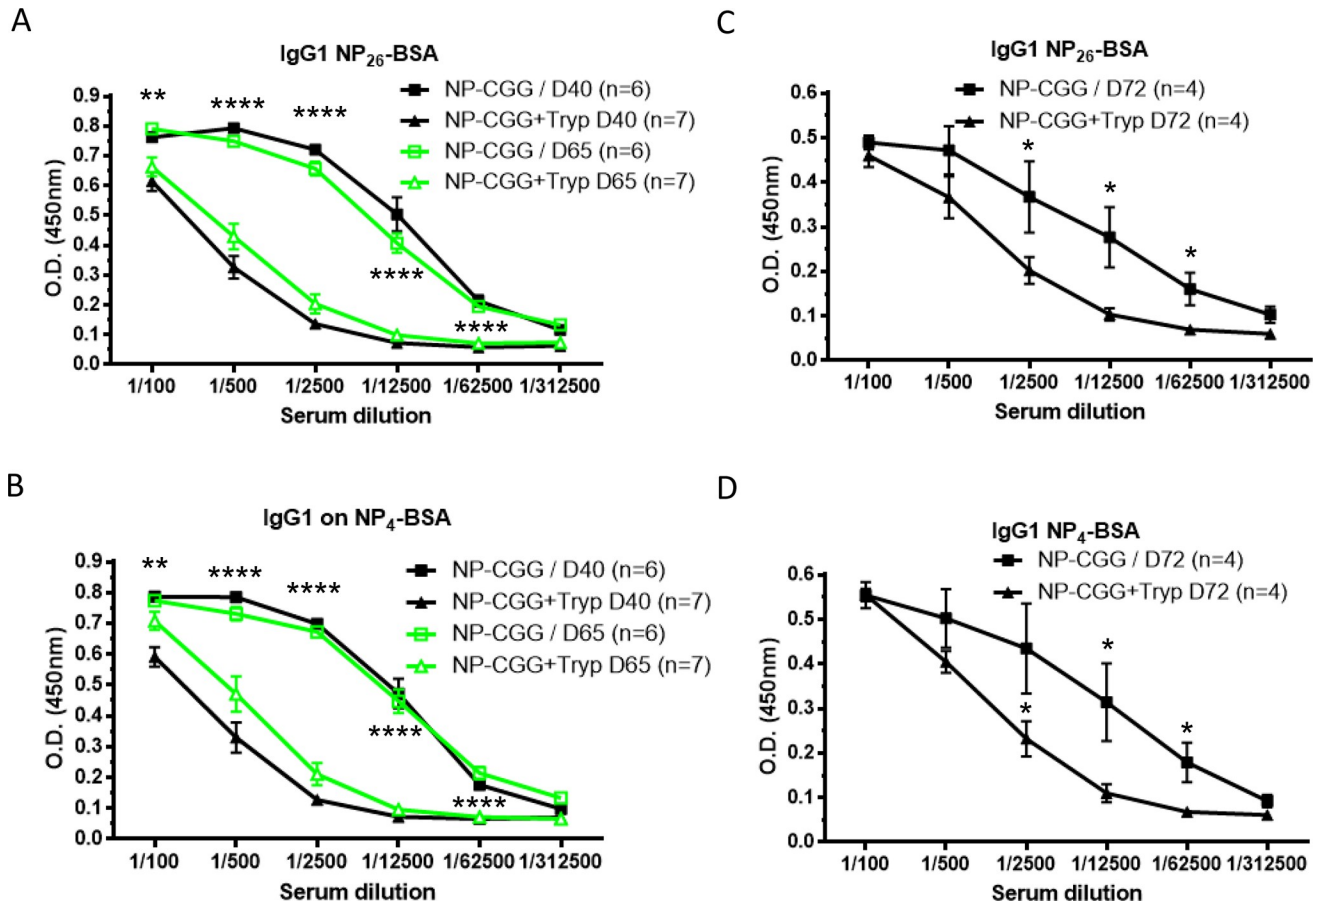 A
IgG1 NP26-BSA
NP-CGG / D40 (n=6)
NP-CGG+Tryp D40 (n=7)
NP-CGG / D65 (n=6)
NP-CGG+Tryp D65 (n=7)
** **** ****
****
****
O.D. (450nm)
0.9
0.8
0.7
0.6
0.5
0.4
0.3
0.2
0.1
0.0
1/100 1/500 1/2500 1/12500 1/62500 1/312500
Serum dilution
C
IgG1 NP26-BSA
NP-CGG / D72 (n=4)
NP-CGG+Tryp D72 (n=4)
*
*
*
O.D. (450nm)
0.6
0.5
0.4
0.3
0.2
0.1
0.0
1/100 1/500 1/2500 1/12500 1/62500 1/312500
Serum dilution
B
IgG1 on NP4-BSA
NP-CGG / D40 (n=6)
NP-CGG+Tryp D40 (n=7)
NP-CGG / D65 (n=6)
NP-CGG+Tryp D65 (n=7)
** **** ****
****
****
O.D. (450nm)
0.9
0.8
0.7
0.6
0.5
0.4
0.3
0.2
0.1
0.0
1/100 1/500 1/2500 1/12500 1/62500 1/312500
Serum dilution
D
IgG1 NP4-BSA
NP-CGG / D72 (n=4)
NP-CGG+Tryp D72 (n=4)
*
*
*
O.D. (450nm)
0.6
0.5
0.4
0.3
0.2
0.1
0.0
1/100 1/500 1/2500 1/12500 1/62500 1/312500
Serum dilution